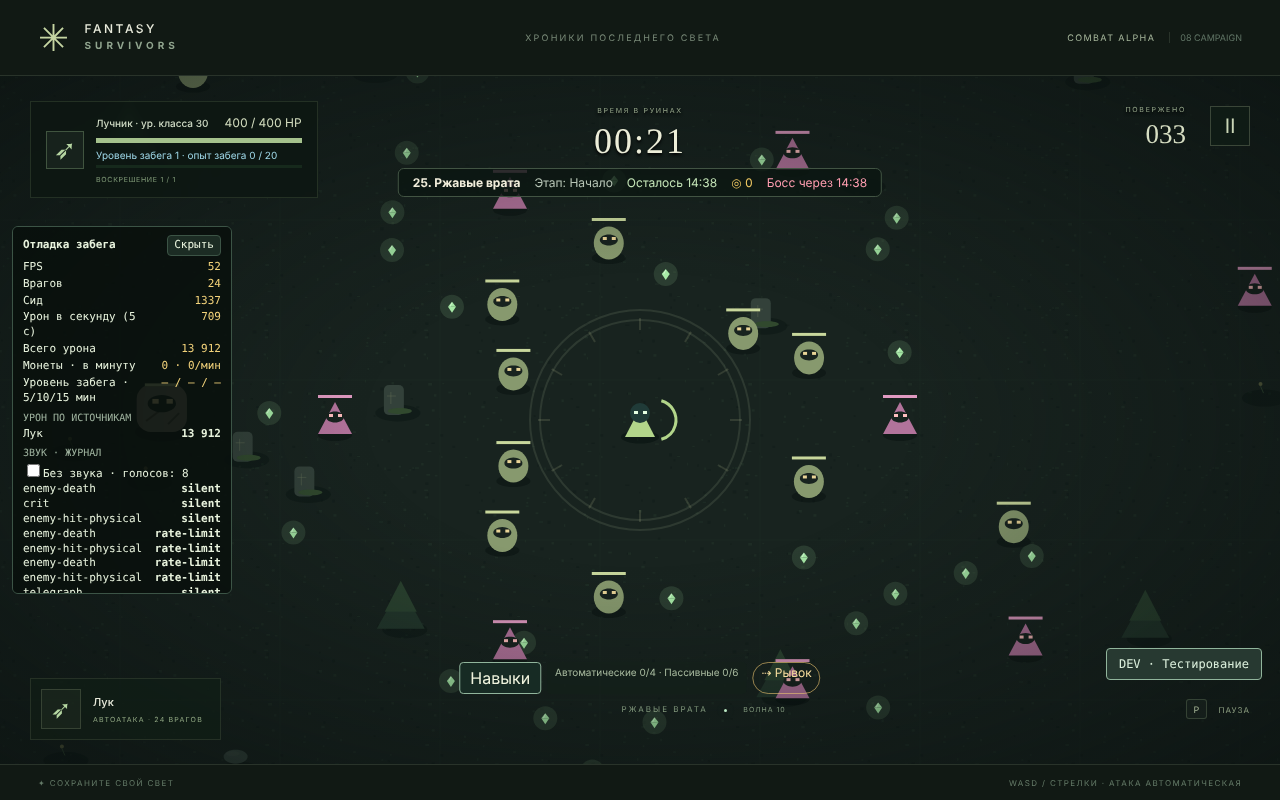 FANTASY
SURVIVORS
ХРОНИКИ ПОСЛЕДНЕГО СВЕТА
COMBAT ALPHA
08 CAMPAIGN
Лучник · ур. класса 30 400 / 400 HP
Уровень забега 1 · опыт забега 0 / 20
ВОСКРЕШЕНИЕ 1 / 1
ВРЕМЯ В РУИНАХ
00:21
ПОВЕРЖЕНО
033
25. Ржавые врата Этап: Начало Осталось 14:38 ◎ 0 Босс через 14:38
Отладка забега Скрыть
FPS 52
Врагов 24
Сид 1337
Урон в секунду (5 709
с)
Всего урона 13 912
Монеты · в минуту 0 · 0/мин
Уровень забега · — / — / —
5/10/15 мин
УРОН ПО ИСТОЧНИКАМ
Лук 13 912
ЗВУК · ЖУРНАЛ
Без звука · голосов: 8
enemy-death silent
crit silent
enemy-hit-physical silent
enemy-death rate-limit
enemy-hit-physical rate-limit
enemy-death rate-limit
enemy-hit-physical rate-limit
telegraph silent
Лук
АВТОАТАКА · 24 ВРАГОВ
Навыки
Автоматические 0/4 · Пассивные 0/6
⇢ Рывок
РЖАВЫЕ ВРАТА • ВОЛНА 10
DEV · Тестирование
P ПАУЗА
✦ СОХРАНИТЕ СВОЙ СВЕТ
WASD / СТРЕЛКИ · АТАКА АВТОМАТИЧЕСКАЯ